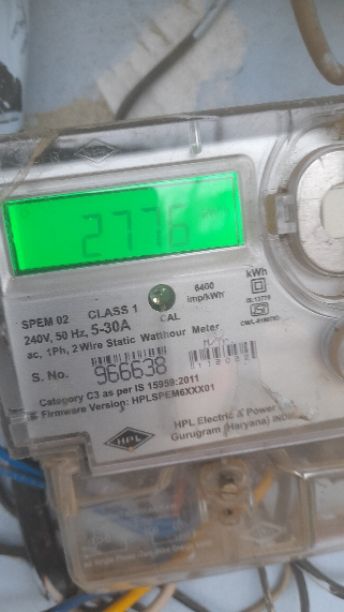 HPL
2776
SPEM 02 CLASS 1
CAL
6400
imp/kWh
kWh
240V, 50 Hz, 5-30A
ac, 1Ph, 2 Wire Static Watthour Meter
S. No. 966638
Category C3 as per IS 15959:2011
Firmware Version: HPLSPEM6XXX01
HPL Electric & Power
Gurugram (Haryana) INDIA
HPL